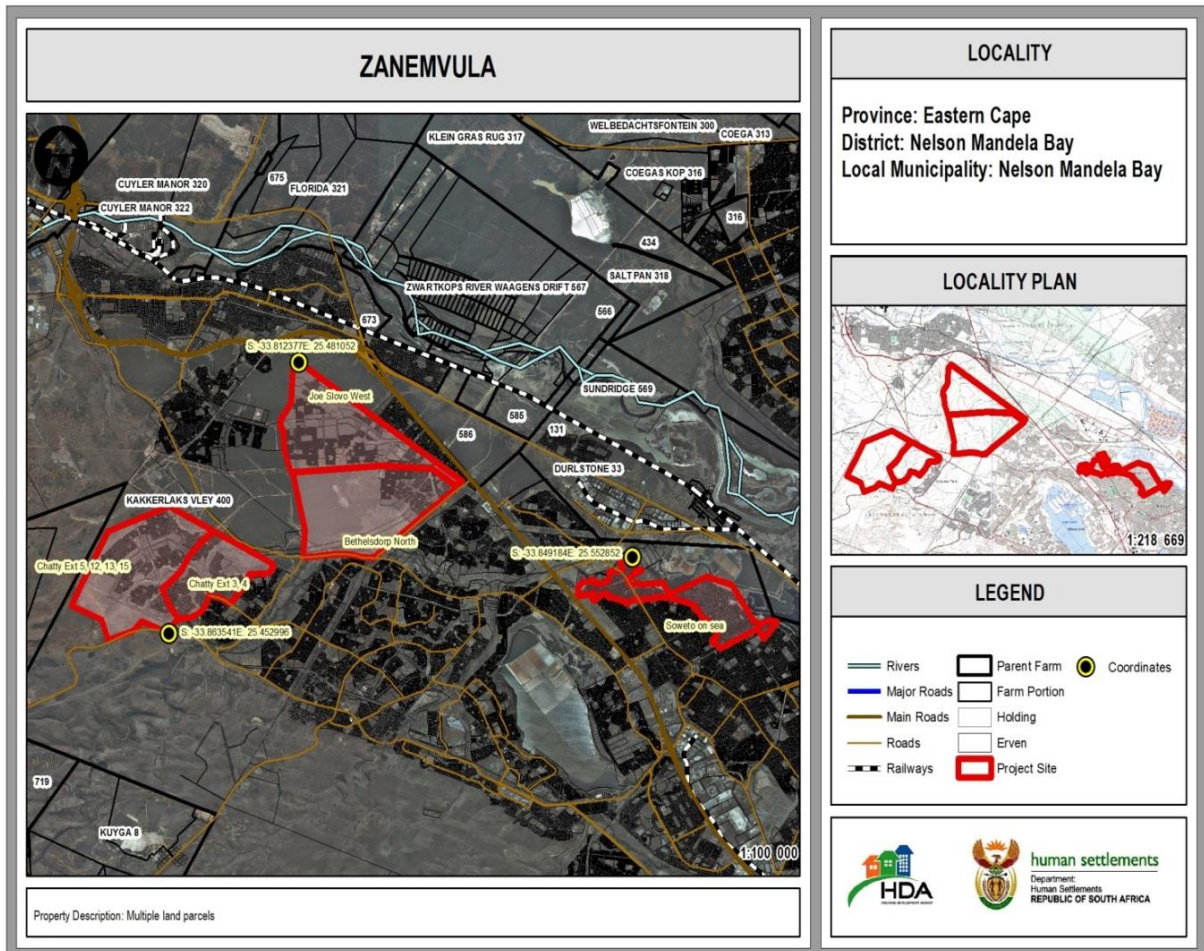 ZANEMVULA
WELBEDACHTSFONTEIN 300
COEGA 313
KLEIN GRAS RUG 317
COEGAS KOP 316
675
CUYLER MANOR 320
FLORIDA 321
CUYLER MANOR 322
316
434
SALT PAN 318
ZWARTKOPS RIVER WAAGENS DRIFT 567
566
673
S: -33.812377E: 25.481052
SUNDRIDGE 569
Joe Slovo West
585
131
586
DURLSTONE 33
KAKKERLAKS VLEY 400
Bethelsdorp North
S: -33.849184E: 25.552852
Chatty Ext 5, 12, 13, 15
Chatty Ext 3, 4
Soweto on sea
S: -33.863541E: 25.452996
719
KUYGA 8
1:100 000
Property Description: Multiple land parcels
LOCALITY
Province: Eastern Cape
District: Nelson Mandela Bay
Local Municipality: Nelson Mandela Bay
LOCALITY PLAN
1:218 669
LEGEND
Rivers
Major Roads
Main Roads
Roads
Railways
Parent Farm
Farm Portion
Holding
Erven
Project Site
Coordinates
HDA
human settlements
Department:
Human Settlements
REPUBLIC OF SOUTH AFRICA